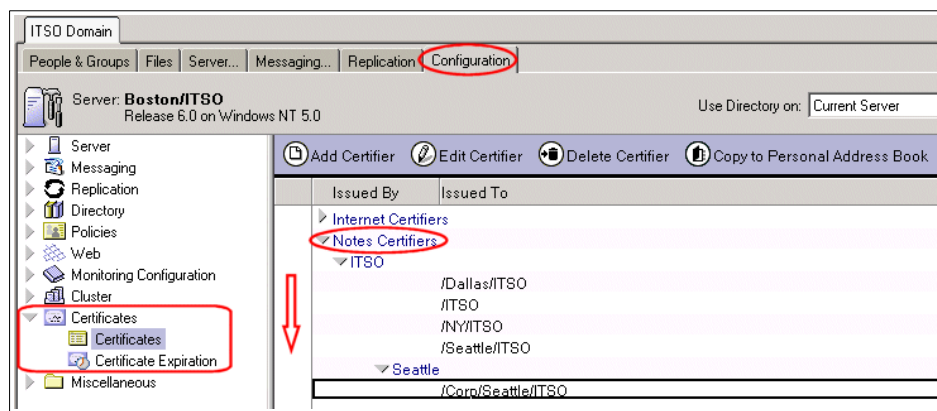 ITSO Domain
People & Groups Files Server... Messaging... Replication Configuration
Server: Boston/ITSO
Release 6.0 on Windows NT 5.0
Use Directory on: Current Server
Server
Messaging
Replication
Directory
Policies
Web
Monitoring Configuration
Cluster
Certificates
Certificates
Certificate Expiration
Miscellaneous
Add Certifier Edit Certifier Delete Certifier Copy to Personal Address Book
Issued By Issued To
Internet Certifiers
Notes Certifiers
ITSO
/Dallas/ITSO
/ITSO
/NY/ITSO
/Seattle/ITSO
Seattle
/Corp/Seattle/ITSO